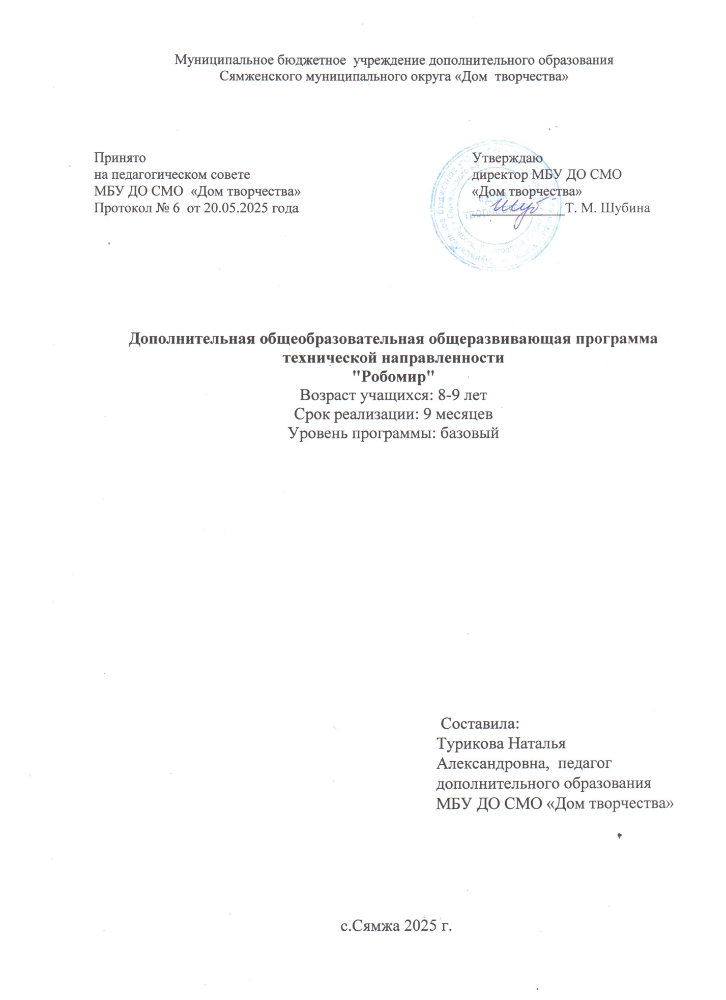 Муниципальное бюджетное учреждение дополнительного образования
Сямженского муниципального округа «Дом творчества»
Принято
на педагогическом совете
МБУ ДО СМО «Дом творчества»
Протокол № 6 от 20.05.2025 года
Утверждаю
директор МБУ ДО СМО
«Дом творчества»
Т. М. Шубина
«Дом
творчества»
Дополнительная общеобразовательная общеразвивающая программа
технической направленности
"Робомир"
Возраст учащихся: 8-9 лет
Срок реализации: 9 месяцев
Уровень программы: базовый
Составила:
Турикова Наталья
Александровна, педагог
дополнительного образования
МБУ ДО СМО «Дом творчества»
с.Сямжа 2025 г.